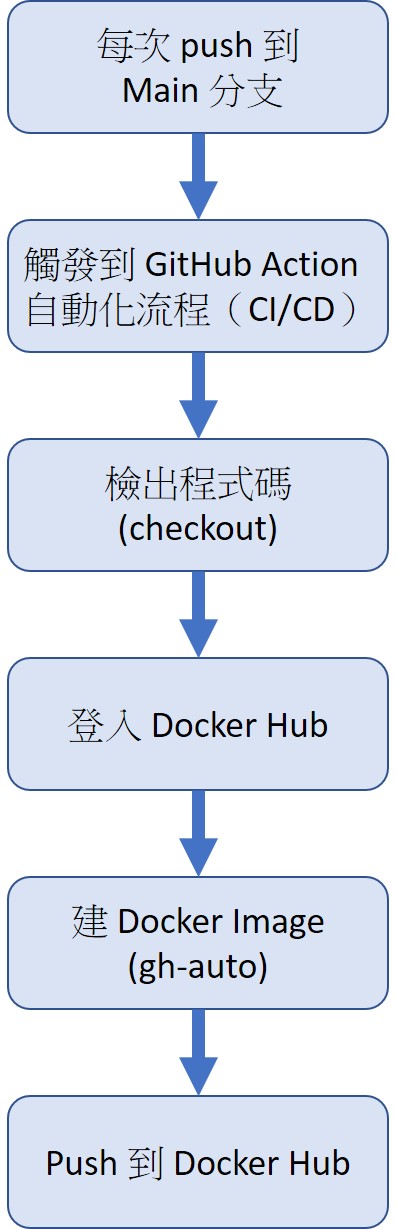 每次 push 到
Main 分支
觸發到 GitHub Action
自動化流程（CI/CD）
檢出程式碼
(checkout)
登入 Docker Hub
建 Docker Image
(gh-auto)
Push 到 Docker Hub